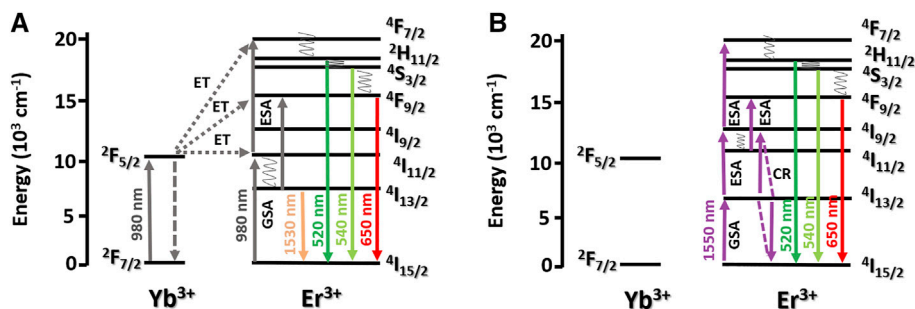 A
Energy (10³ cm⁻¹)
20
15
10
5
0
²F₅/₂
²F₇/₂
980 nm
ET
ET
ET
ESA
GSA
980 nm
1530 nm
520 nm
540 nm
650 nm
⁴F₇/₂
²H₁₁/₂
⁴S₃/₂
⁴F₉/₂
⁴I₉/₂
⁴I₁₁/₂
⁴I₁₃/₂
⁴I₁₅/₂
Yb³⁺
Er³⁺
B
Energy (10³ cm⁻¹)
20
15
10
5
0
²F₅/₂
²F₇/₂
1550 nm
ESA
ESA
ESA
CR
GSA
520 nm
540 nm
650 nm
⁴F₇/₂
²H₁₁/₂
⁴S₃/₂
⁴F₉/₂
⁴I₉/₂
⁴I₁₁/₂
⁴I₁₃/₂
⁴I₁₅/₂
Yb³⁺
Er³⁺